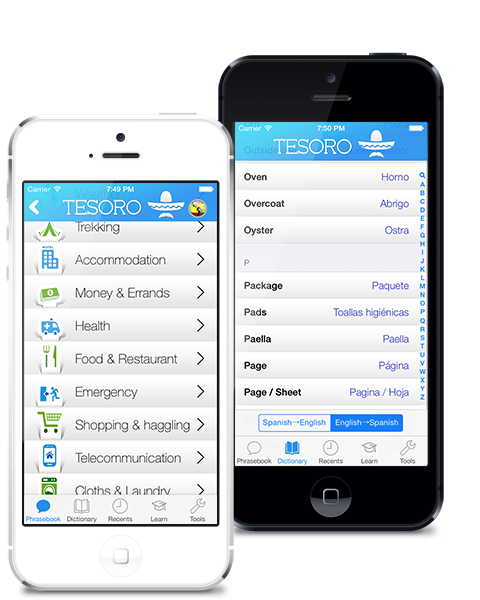 Carrier 7:49 PM
TESORO
Trekking
HOTEL
Accommodation
Money & Errands
Health
Food & Restaurant
Emergency
Shopping & haggling
Telecommunication
Cloths & Laundry
Phrasebook Dictionary Recents Learn Tools
Carrier 7:50 PM
Outside
TESORO
Oven Horno
Overcoat Abrigo
Oyster Ostra
P
Package Paquete
Pads Toallas higiénicas
Paella Paella
Page Página
Page / Sheet Pagina / Hoja
A
B
C
D
E
F
G
H
I
J
K
L
M
N
O
P
Q
R
S
T
U
V
W
X
Y
Z
Spanish→English English→Spanish
Phrasebook Dictionary Recents Learn Tools